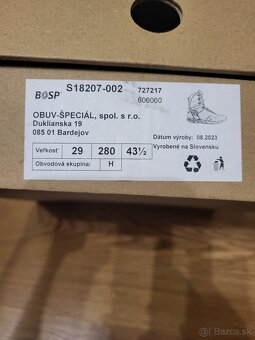 BOSP S18207-002 727217
606060
OBUV-ŠPECIÁL, spol. s r.o.
Duklianska 19
085 01 Bardejov
Dátum výroby: 08.2023
Vyrobené na Slovensku
Veľkosť 29 280 43½
Obvodová skupina: H
© Bazos.sk